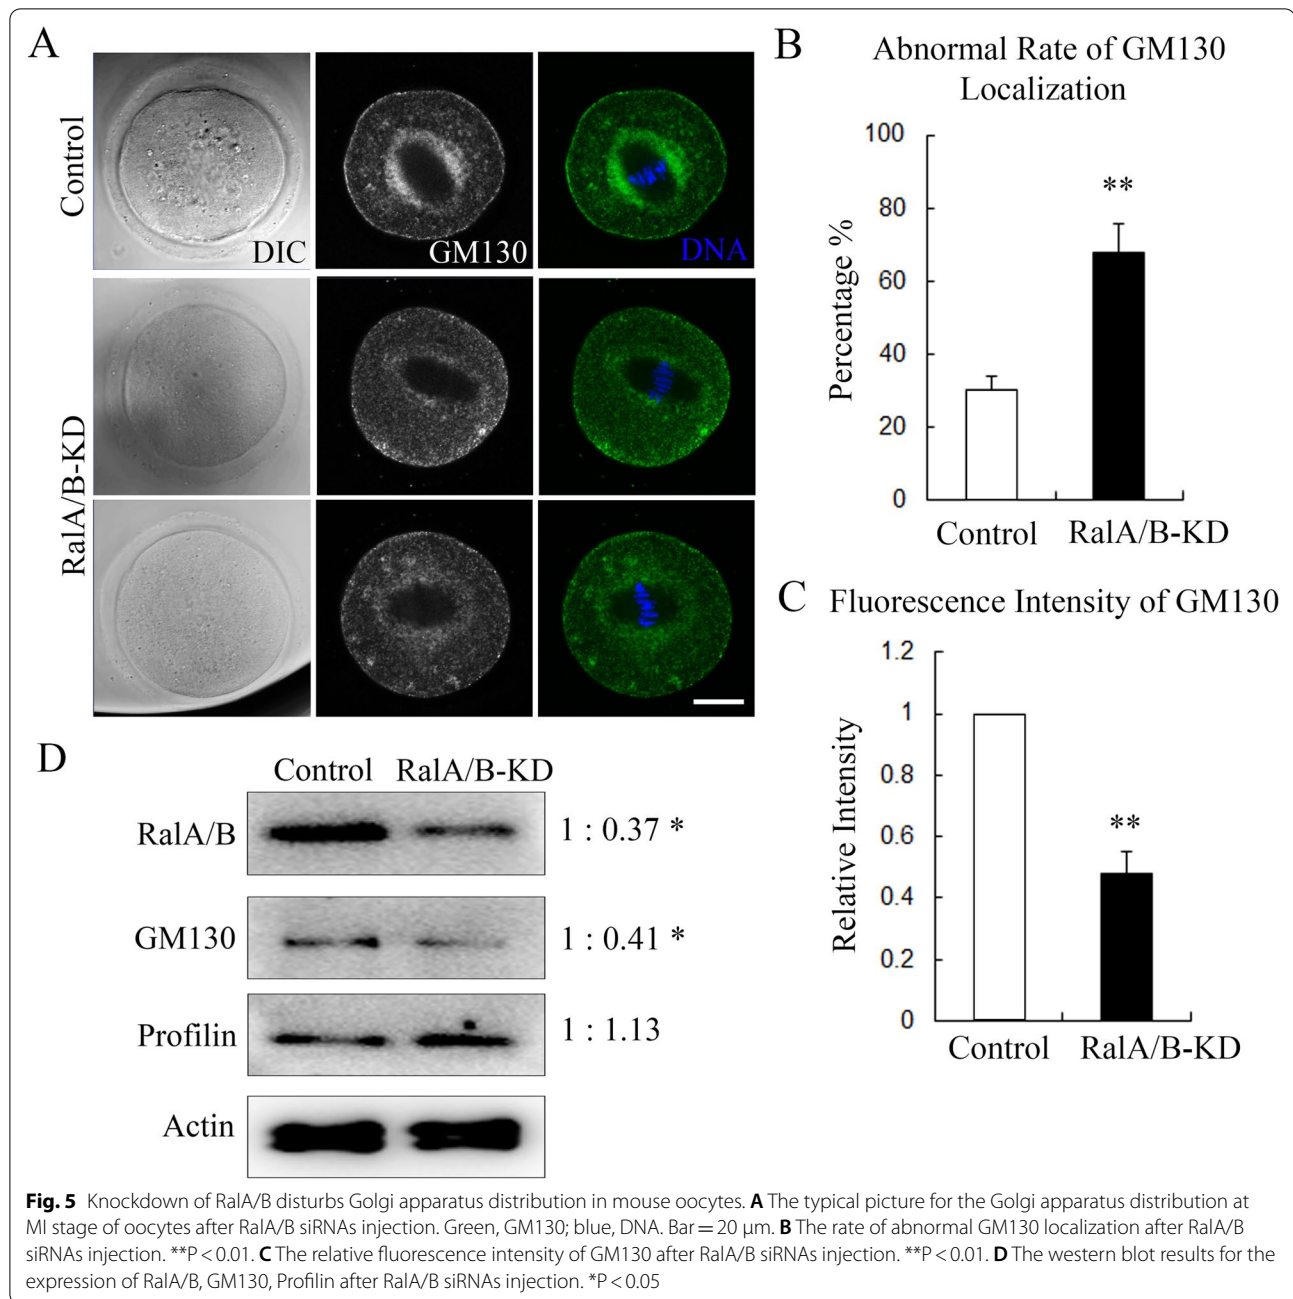 A
Control
DIC
GM130
DNA
RalA/B-KD
B
Abnormal Rate of GM130
Localization
Percentage %
100
80
60
40
20
0
**
Control
RalA/B-KD
C
Fluorescence Intensity of GM130
Relative Intensity
1.2
1
0.8
0.6
0.4
0.2
0
**
Control
RalA/B-KD
D
Control RalA/B-KD
RalA/B 1 : 0.37 *
GM130 1 : 0.41 *
Profilin 1 : 1.13
Actin
Fig. 5 Knockdown of RalA/B disturbs Golgi apparatus distribution in mouse oocytes. A The typical picture for the Golgi apparatus distribution at
MI stage of oocytes after RalA/B siRNAs injection. Green, GM130; blue, DNA. Bar = 20 µm. B The rate of abnormal GM130 localization after RalA/B
siRNAs injection. **P < 0.01. C The relative fluorescence intensity of GM130 after RalA/B siRNAs injection. **P < 0.01. D The western blot results for the
expression of RalA/B, GM130, Profilin after RalA/B siRNAs injection. *P < 0.05